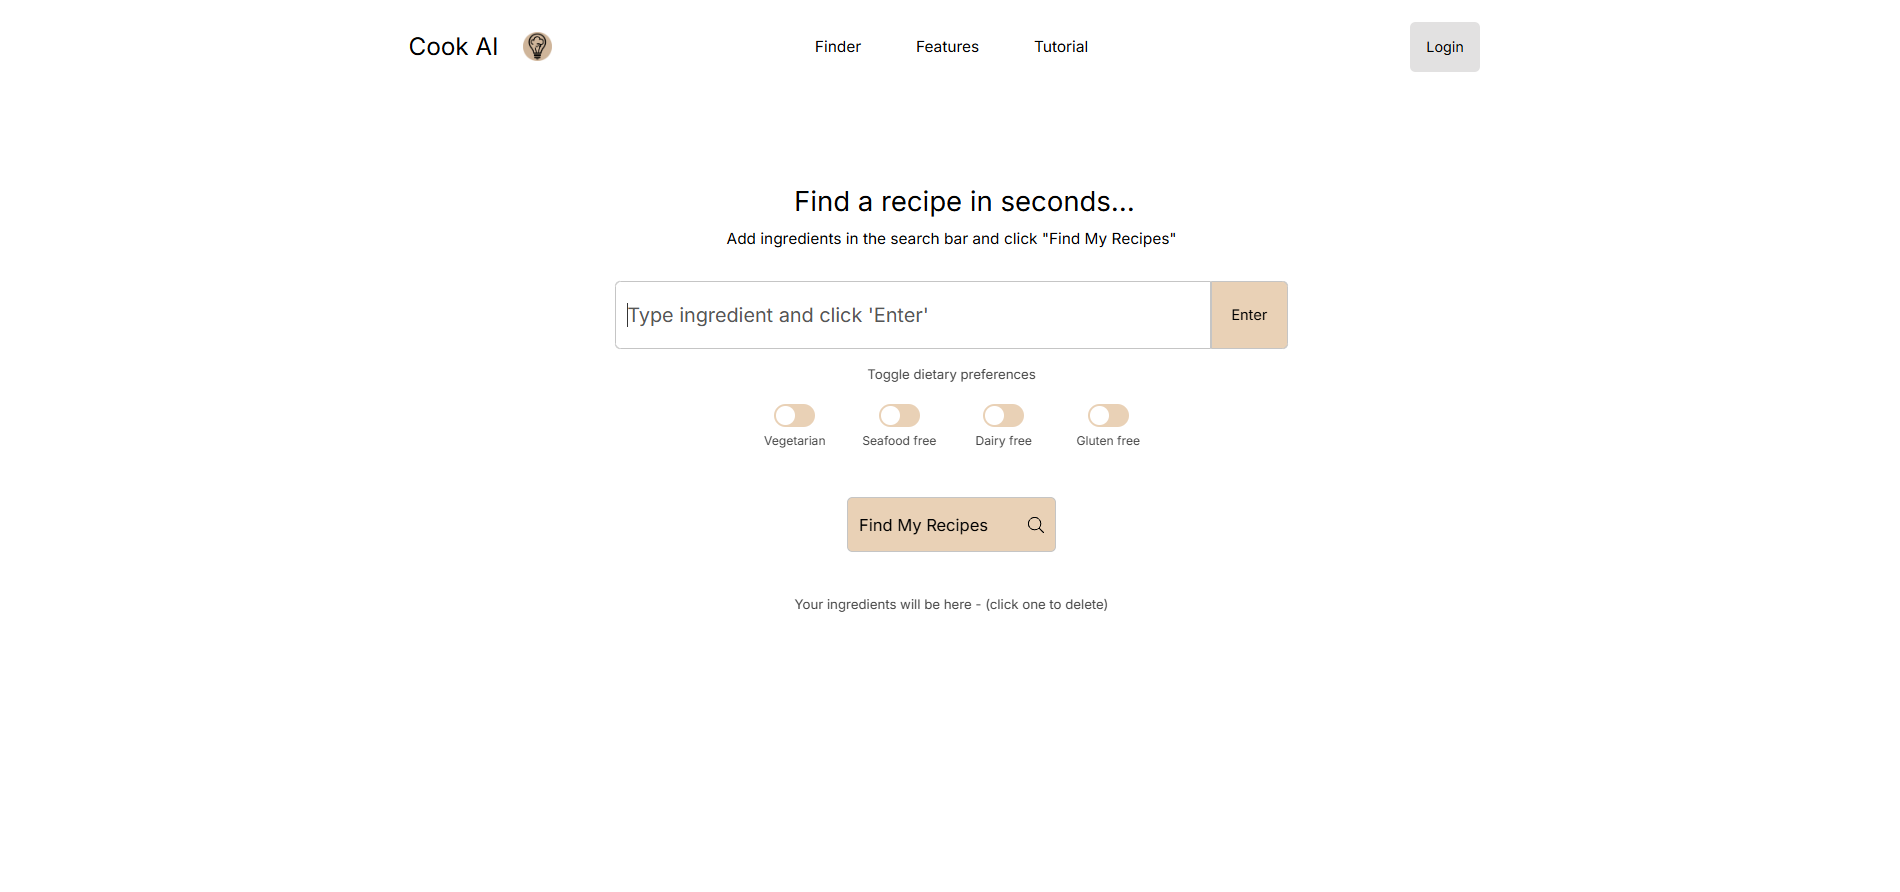 Cook AI
Finder Features Tutorial
Login
Find a recipe in seconds...
Add ingredients in the search bar and click "Find My Recipes"
Type ingredient and click 'Enter'
Enter
Toggle dietary preferences
Vegetarian Seafood free Dairy free Gluten free
Find My Recipes
Your ingredients will be here - (click one to delete)